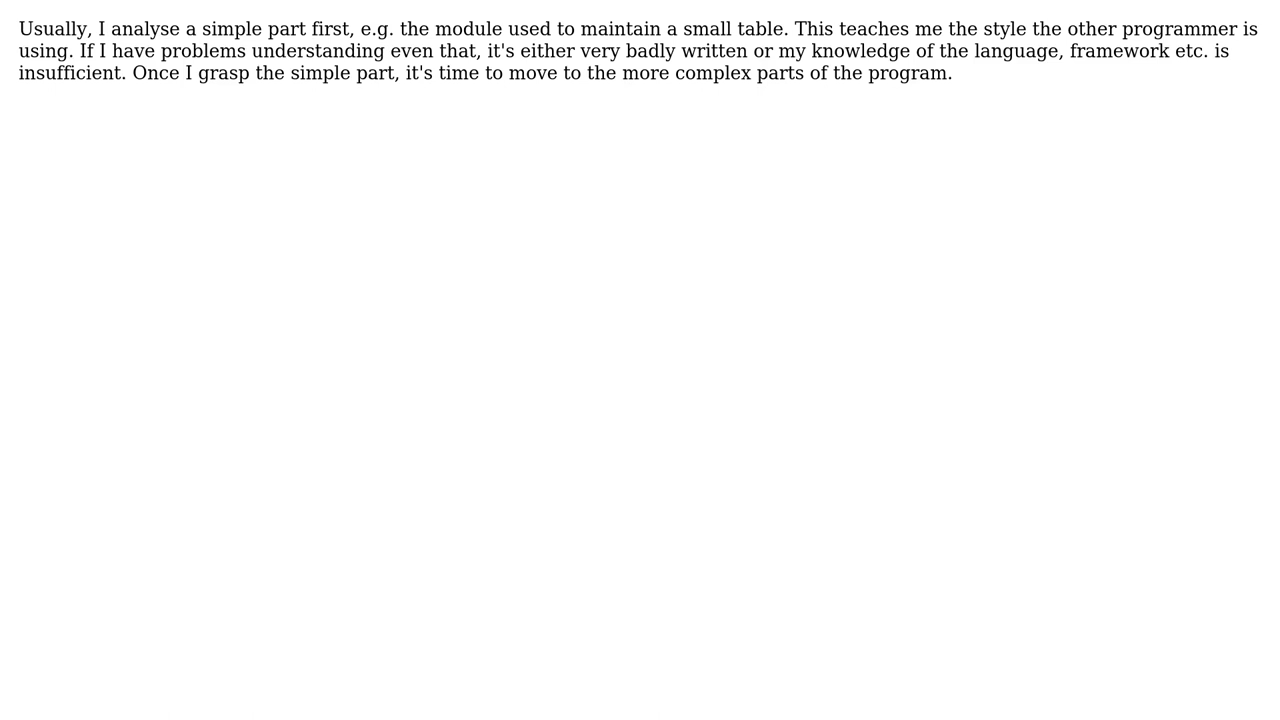 Usually, I analyse a simple part first, e.g. the module used to maintain a small table. This teaches me the style the other programmer is
using. If I have problems understanding even that, it's either very badly written or my knowledge of the language, framework etc. is
insufficient. Once I grasp the simple part, it's time to move to the more complex parts of the program.